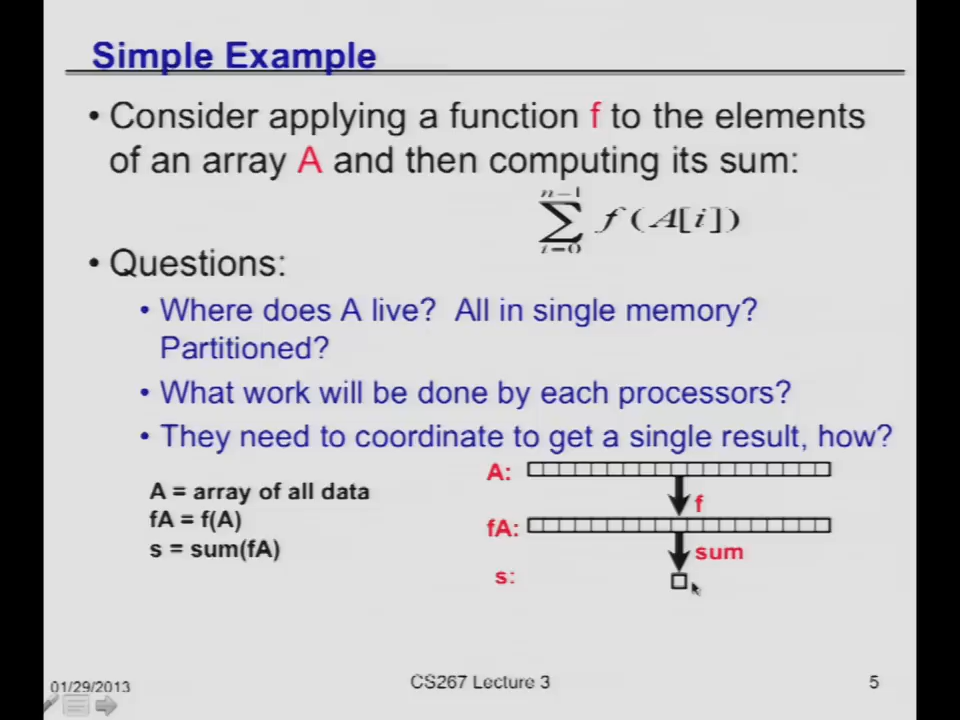 Simple Example
• Consider applying a function f to the elements
of an array A and then computing its sum:
n−1
∑ f(A[i])
i=0
• Questions:
• Where does A live? All in single memory?
Partitioned?
• What work will be done by each processors?
• They need to coordinate to get a single result, how?
A = array of all data
fA = f(A)
s = sum(fA)
A:
f
fA:
sum
s:
01/29/2013
CS267 Lecture 3
5